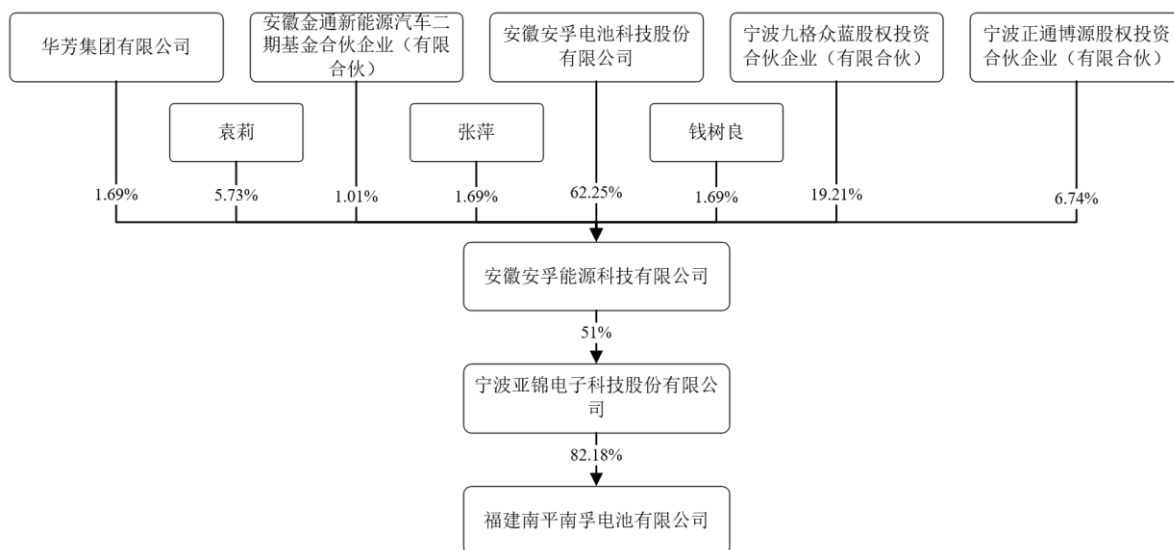 华芳集团有限公司
安徽金通新能源汽车二
期基金合伙企业（有限
合伙）
安徽安孚电池科技股份
有限公司
宁波九格众蓝股权投资
合伙企业（有限合伙）
宁波正通博源股权投资
合伙企业（有限合伙）
袁莉
张萍
钱树良
1.69%
5.73%
1.01%
1.69%
62.25%
1.69%
19.21%
6.74%
安徽安孚能源科技有限公司
51%
宁波亚锦电子科技股份有限公
司
82.18%
福建南平南孚电池有限公司